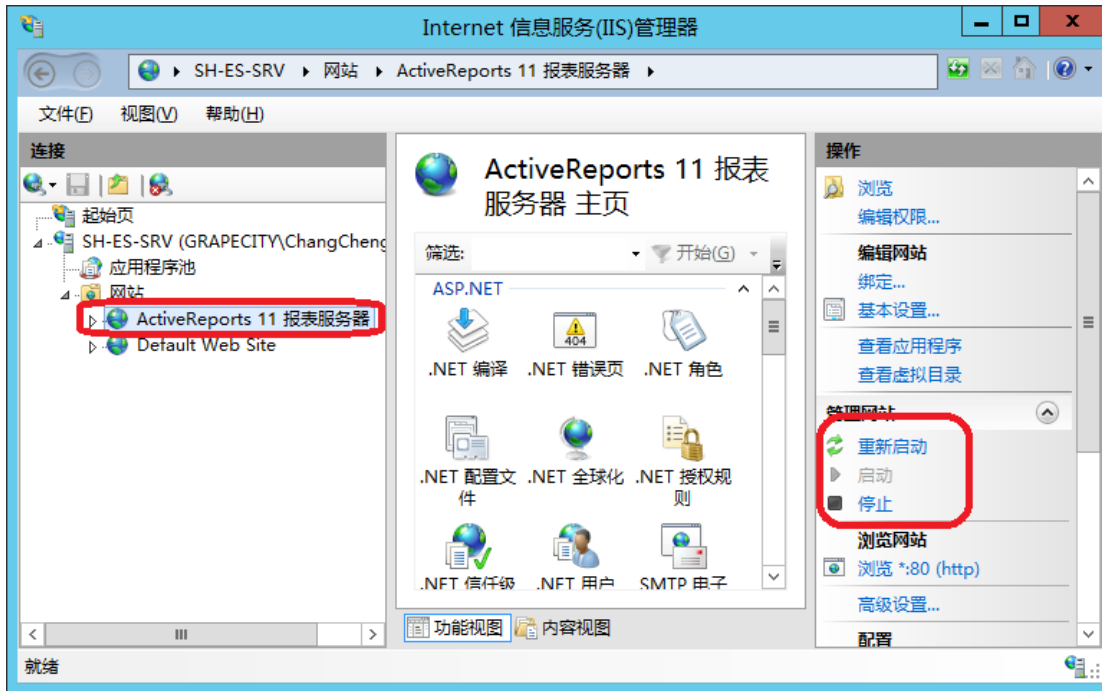 Internet 信息服务(IIS)管理器
SH-ES-SRV 网站 ActiveReports 11 报表服务器
文件(F) 视图(V) 帮助(H)
连接
起始页
SH-ES-SRV (GRAPECITY\ChangCheng
应用程序池
网站
ActiveReports 11 报表服务器
Default Web Site
ActiveReports 11 报表
服务器 主页
筛选: 开始(G)
ASP.NET
.NET 编译 .NET 错误页 .NET 角色
404
.NET 配置文 .NET 全球化 .NET 授权规
件 则
.NET 信任级 .NET 用户 SMTP 电子
功能视图 内容视图
操作
浏览
编辑权限...
编辑网站
绑定...
基本设置...
查看应用程序
查看虚拟目录
管理网站
重新启动
启动
停止
浏览网站
浏览 *:80 (http)
高级设置...
配置
就绪